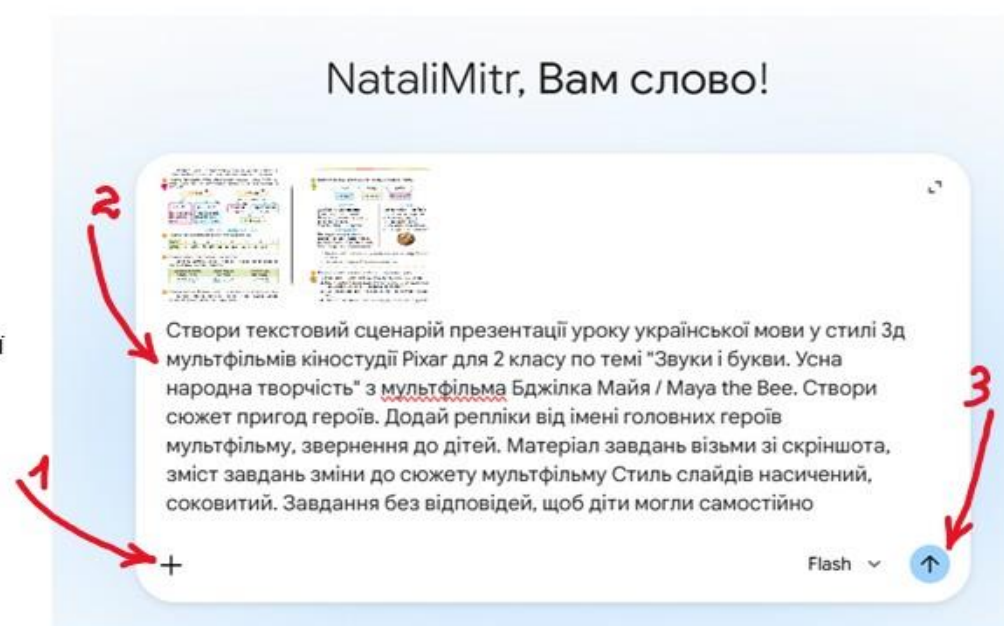 NataliMitr, Вам слово!
2
Створи текстовий сценарій презентації уроку української мови у стилі 3д
мультфільмів кіностудії Pixar для 2 класу по темі "Звуки і букви. Усна
народна творчість" з мультфільма Бджілка Майя / Maya the Bee. Створи
сюжет пригод героїв. Додай репліки від імені головних героїв
мультфільму, звернення до дітей. Матеріал завдань візьми зі скріншота,
зміст завдань зміни до сюжету мультфільму Стиль слайдів насичений,
соковитий. Завдання без відповідей, щоб діти могли самостійно
ї
3
1
Flash